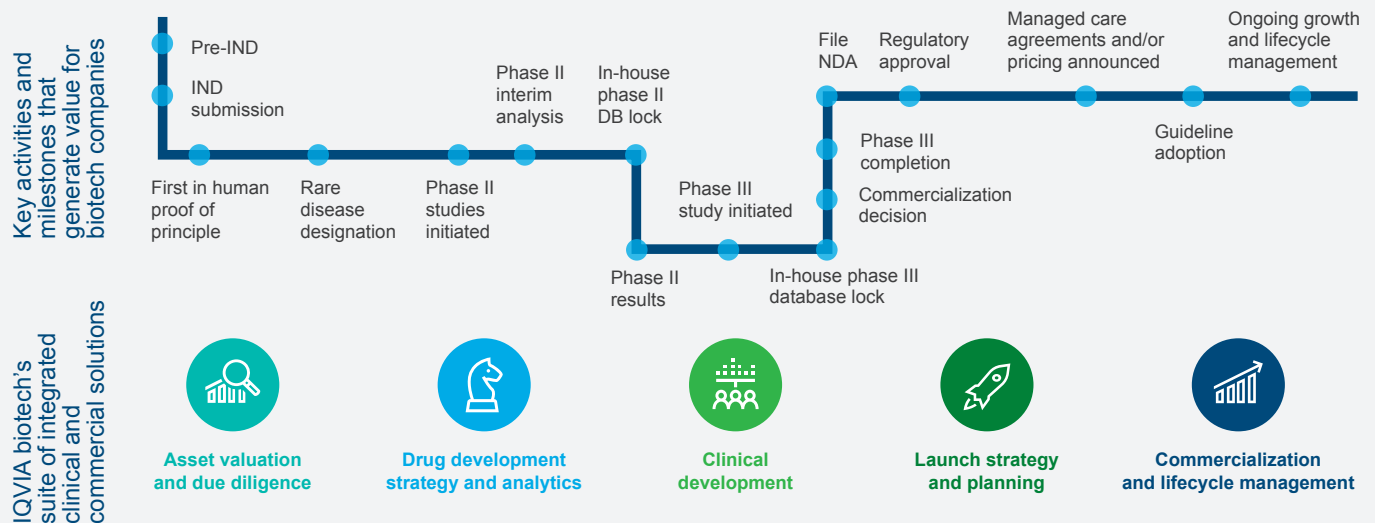 Key activities and
milestones that
generate value for
biotech companies
Pre-IND
IND
submission
First in human
proof of
principle
Rare
disease
designation
Phase II
studies
initiated
Phase II
interim
analysis
In-house
phase II
DB lock
Phase II
results
Phase III
study initiated
In-house phase III
database lock
Commercialization
decision
Phase III
completion
File
NDA
Regulatory
approval
Managed care
agreements and/or
pricing announced
Guideline
adoption
Ongoing growth
and lifecycle
management
IQVIA biotech's
suite of integrated
clinical and
commercial solutions
Asset valuation
and due diligence
Drug development
strategy and analytics
Clinical
development
Launch strategy
and planning
Commercialization
and lifecycle management